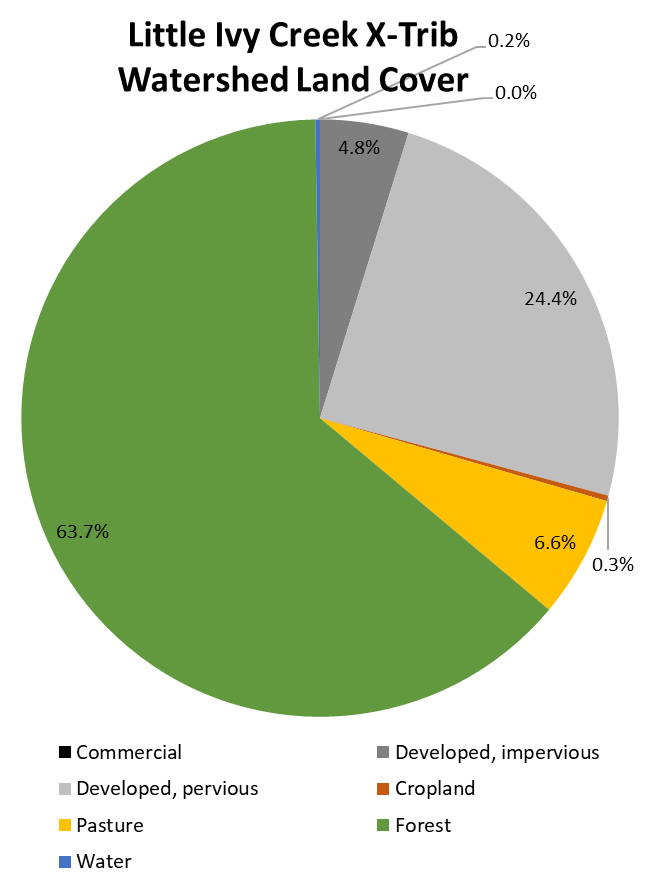 Little Ivy Creek X-Trib
Watershed Land Cover
0.2%
0.0%
4.8%
24.4%
63.7%
6.6%
0.3%
Commercial
Developed, impervious
Developed, pervious
Cropland
Pasture
Forest
Water